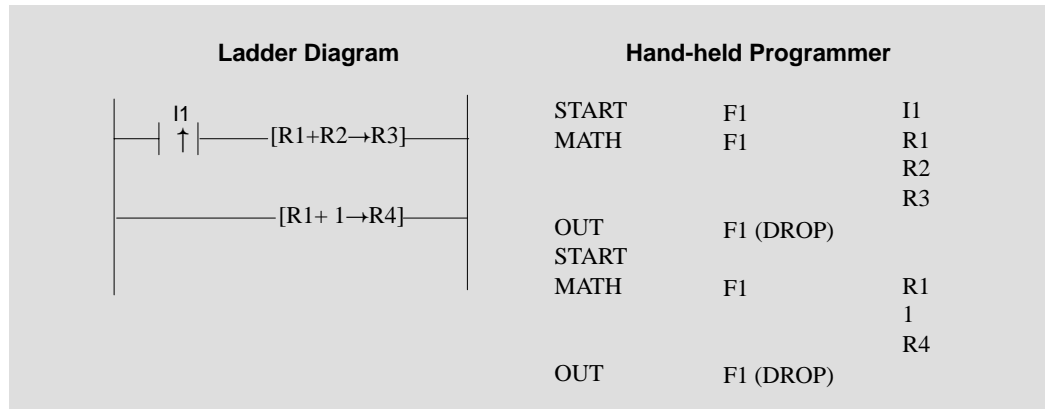 Ladder Diagram
I1
↑
[R1+R2→R3]
[R1+ 1→R4]
Hand-held Programmer
START F1 I1
MATH F1 R1
R2
R3
OUT F1 (DROP)
START
MATH F1 R1
1
R4
OUT F1 (DROP)